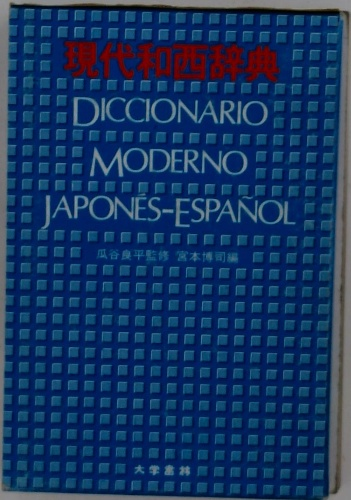 現代和西辞典
DICCIONARIO
MODERNO
JAPONÉS-ESPAÑOL
瓜谷良平監修 宮本博司編
大学書林